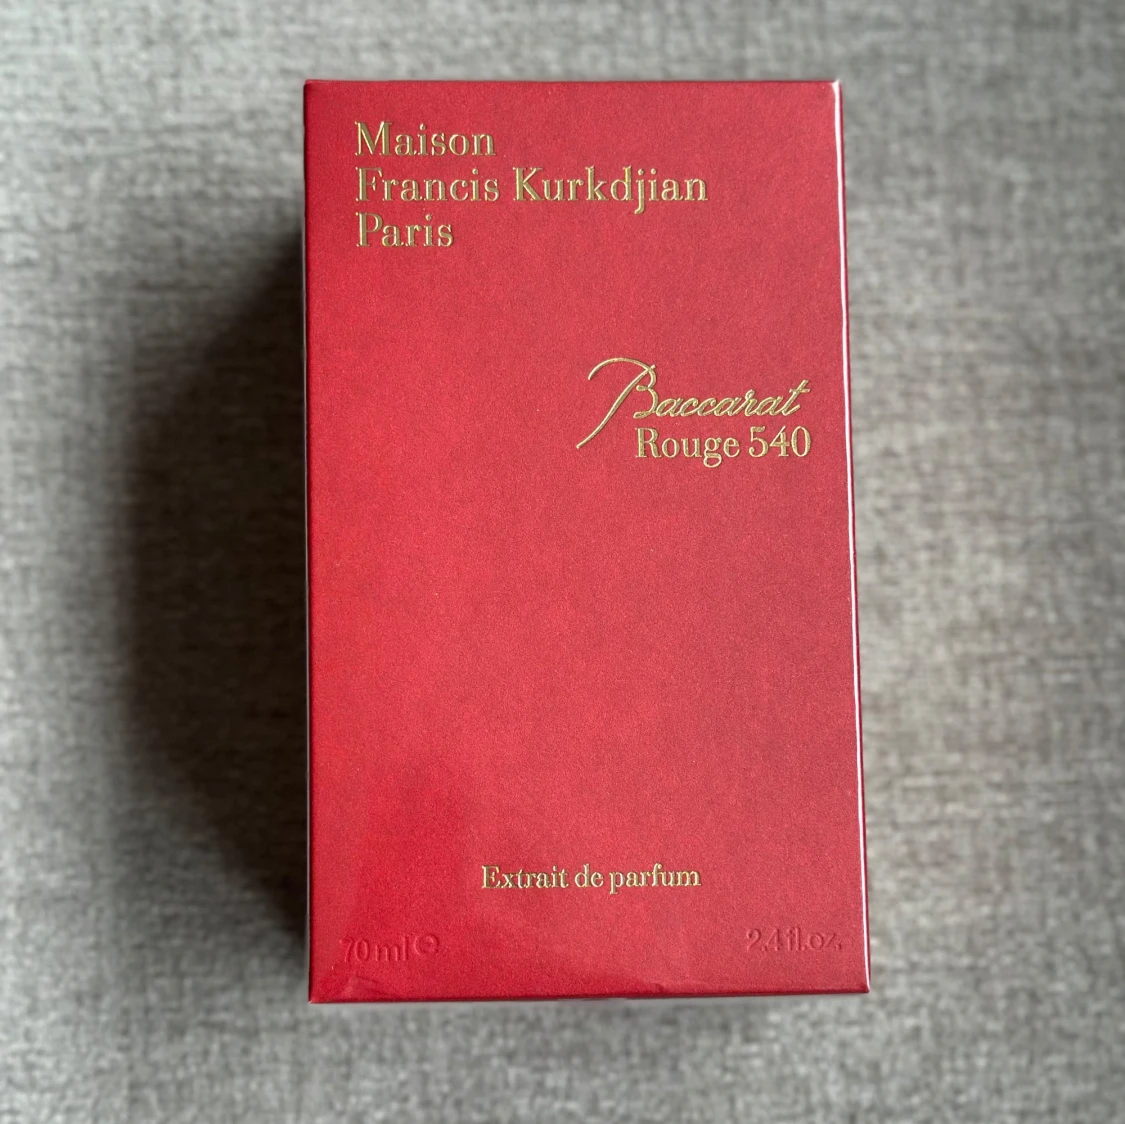 Maison
Francis Kurkdjian
Paris
Baccarat
Rouge 540
Extrait de parfum
70 ml ℮
2.4 fl.oz.